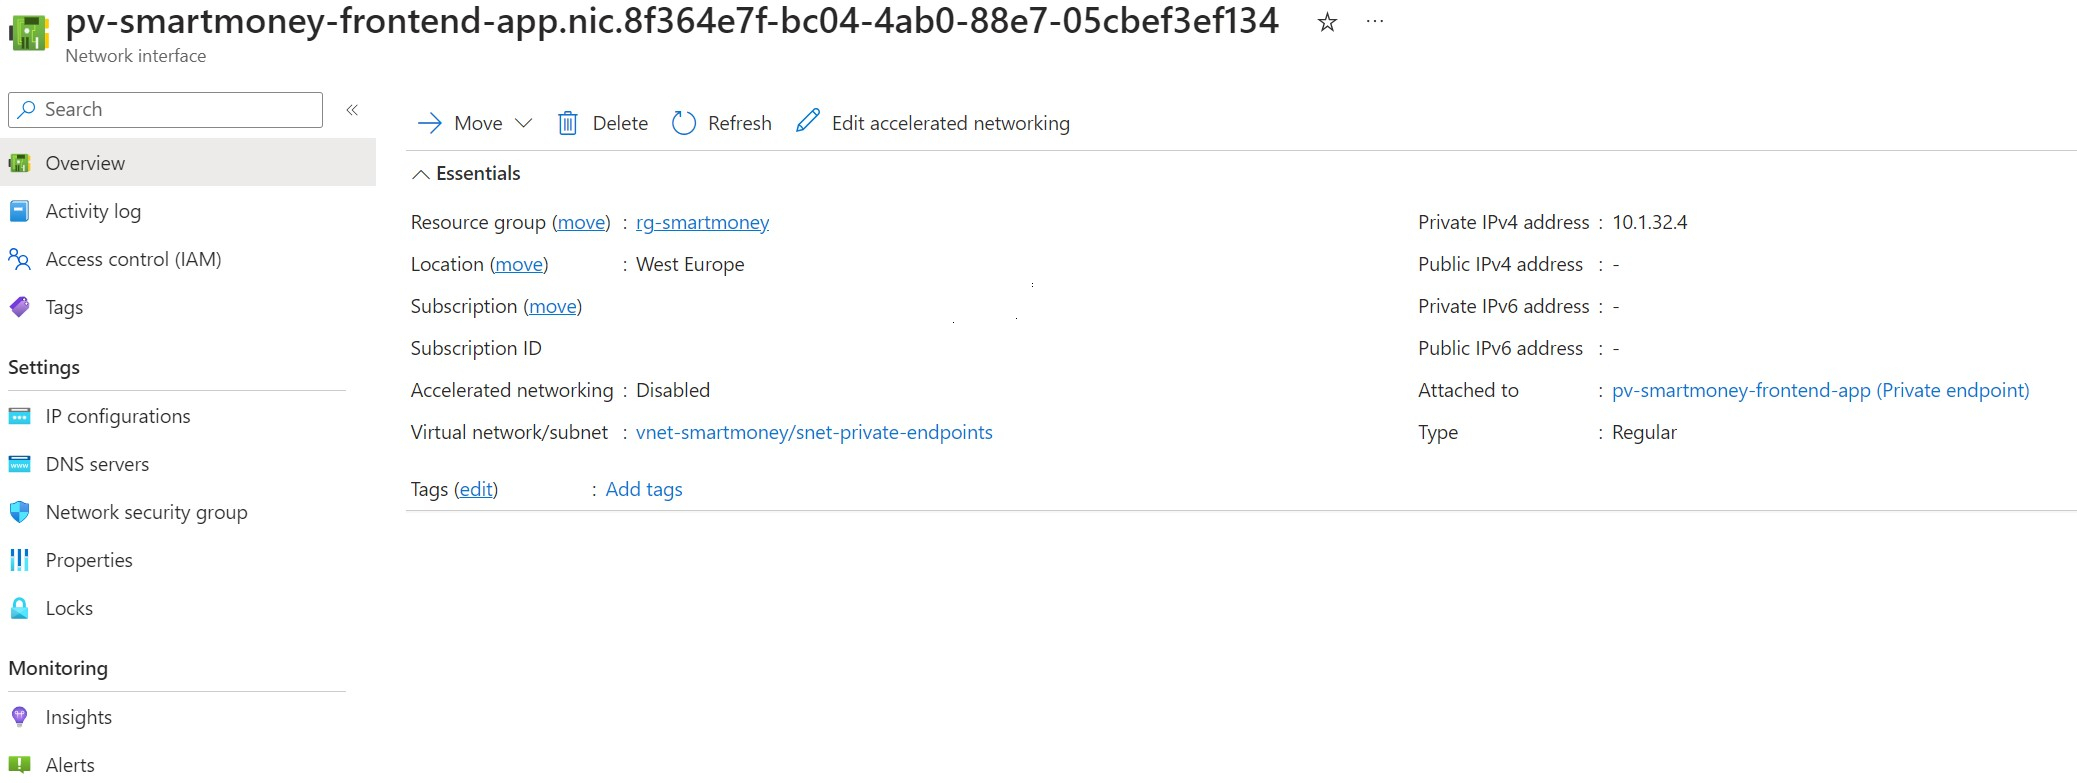 pv-smartmoney-frontend-app.nic.8f364e7f-bc04-4ab0-88e7-05cbef3ef134
Network interface
Search
Overview
Activity log
Access control (IAM)
Tags
Settings
IP configurations
DNS servers
Network security group
Properties
Locks
Monitoring
Insights
Alerts
Move
Delete
Refresh
Edit accelerated networking
Essentials
Resource group (move) : rg-smartmoney
Location (move) : West Europe
Subscription (move)
Subscription ID
Accelerated networking : Disabled
Virtual network/subnet : vnet-smartmoney/snet-private-endpoints
Private IPv4 address : 10.1.32.4
Public IPv4 address : -
Private IPv6 address : -
Public IPv6 address : -
Attached to : pv-smartmoney-frontend-app (Private endpoint)
Type : Regular
Tags (edit) : Add tags